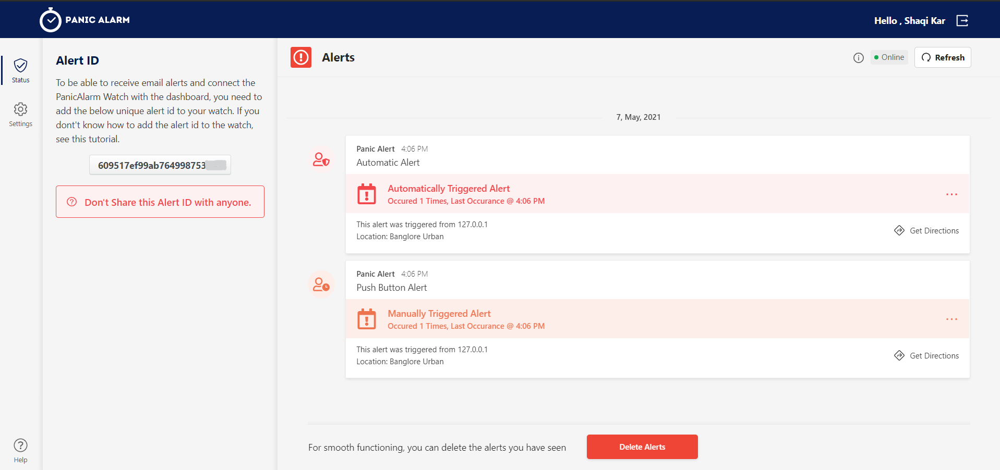 PANIC ALARM
Hello , Shaqi Kar
Status
Settings
Help
Alert ID
To be able to receive email alerts and connect the
PanicAlarm Watch with the dashboard, you need to
add the below unique alert id to your watch. If you
dont't know how to add the alert id to the watch,
see this tutorial.
609517ef99ab764998753
Don't Share this Alert ID with anyone.
Alerts
Online
Refresh
7, May, 2021
Panic Alert 4:06 PM
Automatic Alert
Automatically Triggered Alert
Occured 1 Times, Last Occurance @ 4:06 PM
This alert was triggered from 127.0.0.1
Location: Banglore Urban
Get Directions
Panic Alert 4:06 PM
Push Button Alert
Manually Triggered Alert
Occured 1 Times, Last Occurance @ 4:06 PM
This alert was triggered from 127.0.0.1
Location: Banglore Urban
Get Directions
For smooth functioning, you can delete the alerts you have seen
Delete Alerts